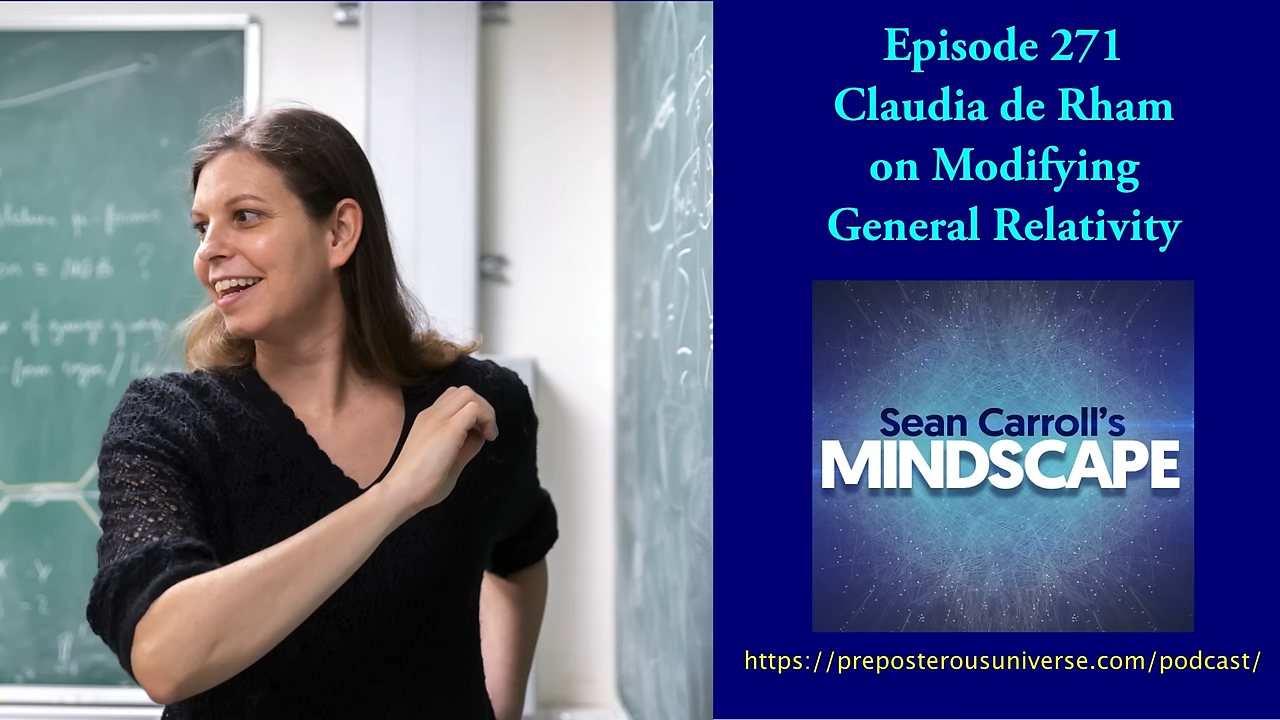 Episode 271
Claudia de Rham
on Modifying
General Relativity
Sean Carroll's
MINDSCAPE
https://preposterousuniverse.com/podcast/